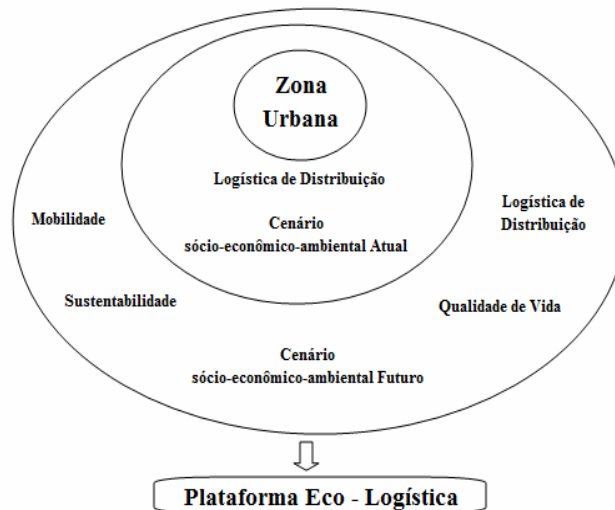 Zona
Urbana
Logística de Distribuição
Cenário
sócio-econômico-ambiental Atual
Mobilidade
Logística de
Distribuição
Sustentabilidade
Qualidade de Vida
Cenário
sócio-econômico-ambiental Futuro
Plataforma Eco - Logística